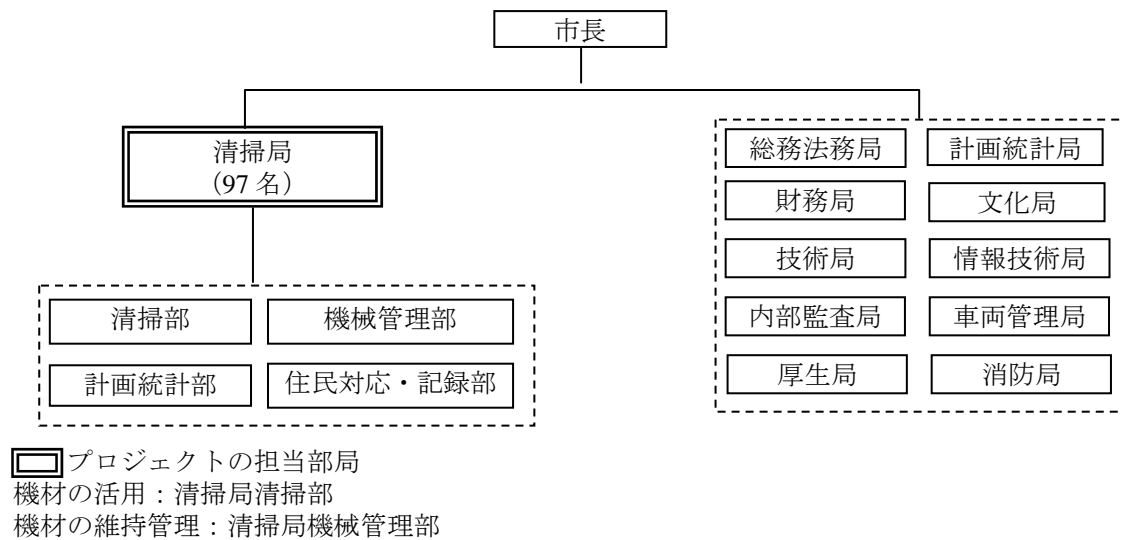 市長
清掃局
（97 名）
清掃部
機械管理部
計画統計部
住民対応・記録部
総務法務局
計画統計局
財務局
文化局
技術局
情報技術局
内部監査局
車両管理局
厚生局
消防局
プロジェクトの担当部局
機材の活用：清掃局清掃部
機材の維持管理：清掃局機械管理部